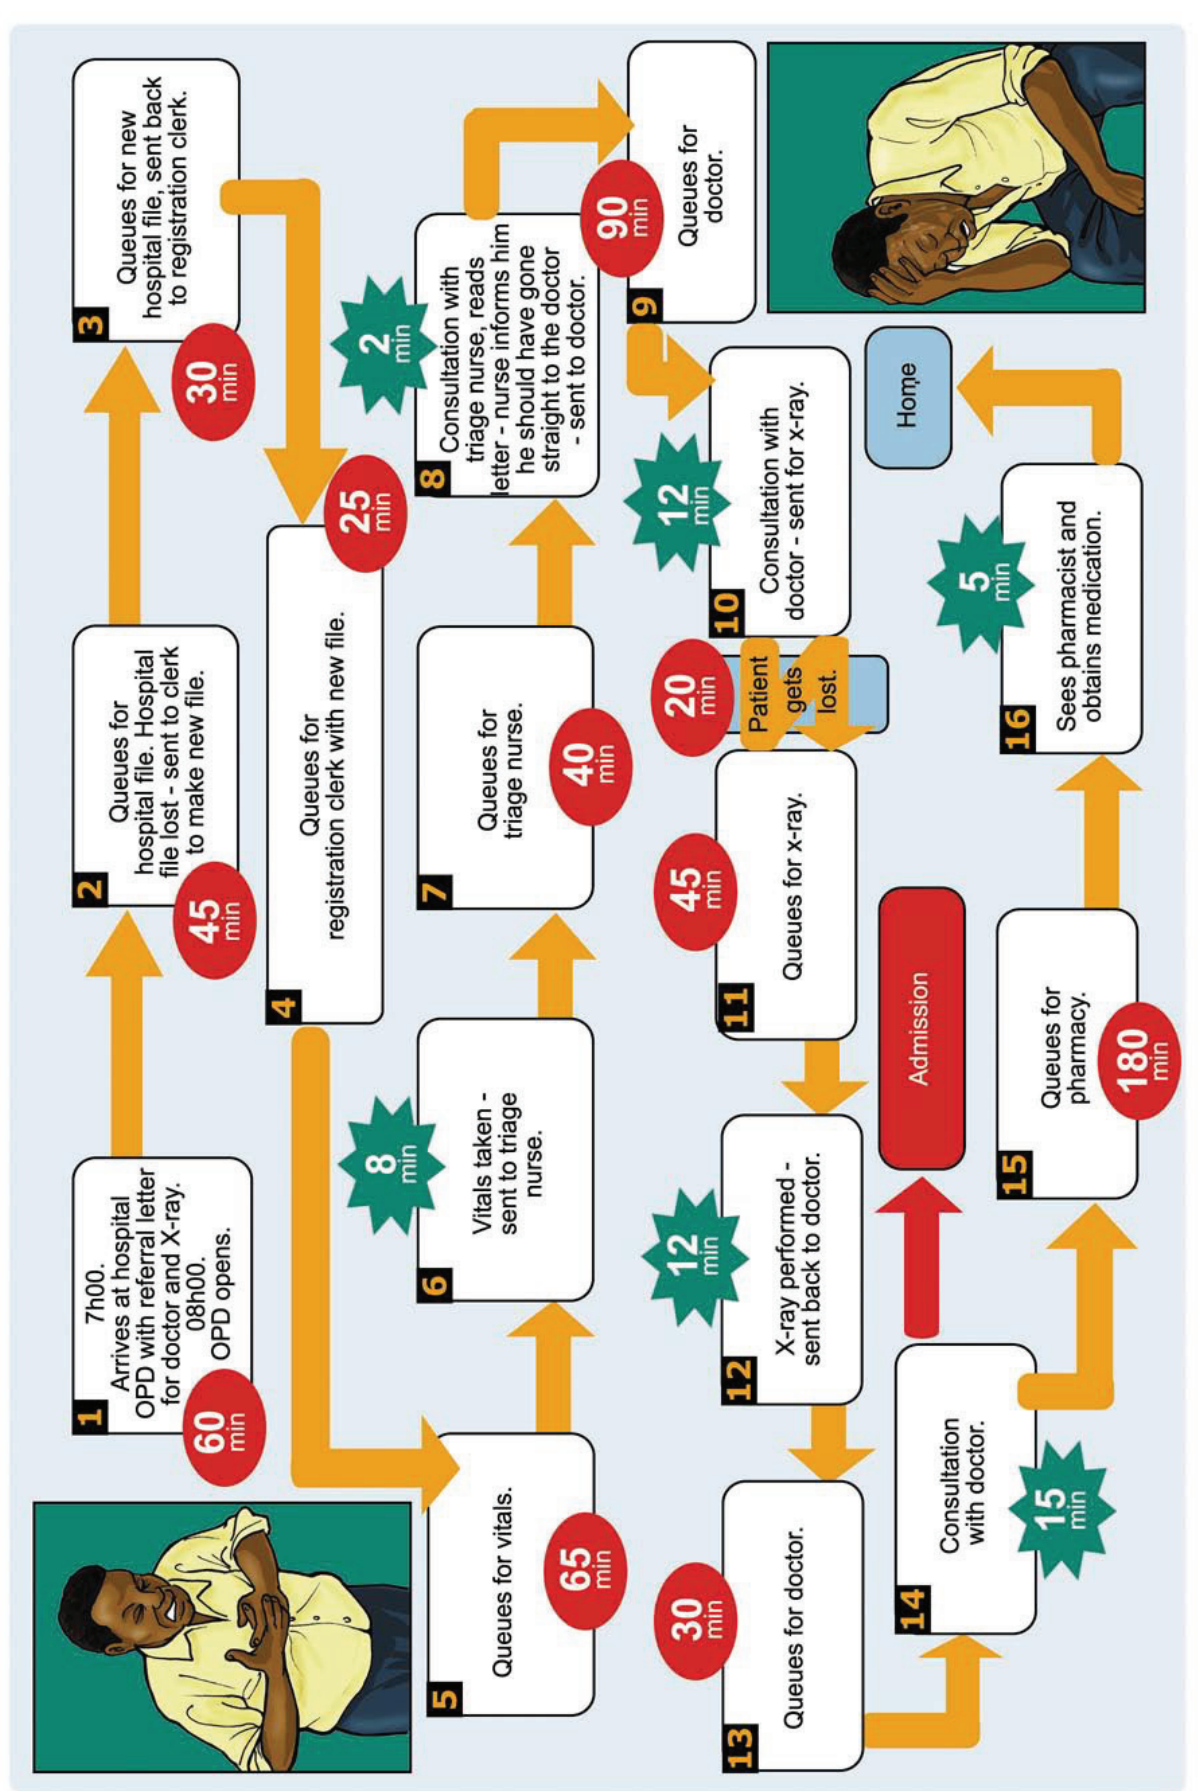 1
7h00.
Arrives at hospital
OPD with referral letter
for doctor and X-ray.
08h00.
OPD opens.
60
min
2
Queues for
hospital file. Hospital
file lost - sent to clerk
to make new file.
45
min
3
Queues for new
hospital file, sent back
to registration clerk.
30
min
4
Queues for
registration clerk with new file.
25
min
5
Queues for vitals.
65
min
6
8
min
Vitals taken -
sent to triage
nurse.
7
Queues for
triage nurse.
40
min
8
2
min
Consultation with
triage nurse, reads
letter - nurse informs him
he should have gone
straight to the doctor
- sent to doctor.
90
min
9
Queues for
doctor.
10
12
min
Consultation with
doctor - sent for x-ray.
20
min
Patient
gets
lost.
11
45
min
Queues for x-ray.
12
12
min
X-ray performed -
sent back to doctor.
13
30
min
Queues for doctor.
14
Consultation
with doctor.
15
min
Admission
15
Queues for
pharmacy.
180
min
16
5
min
Sees pharmacist and
obtains medication.
Home